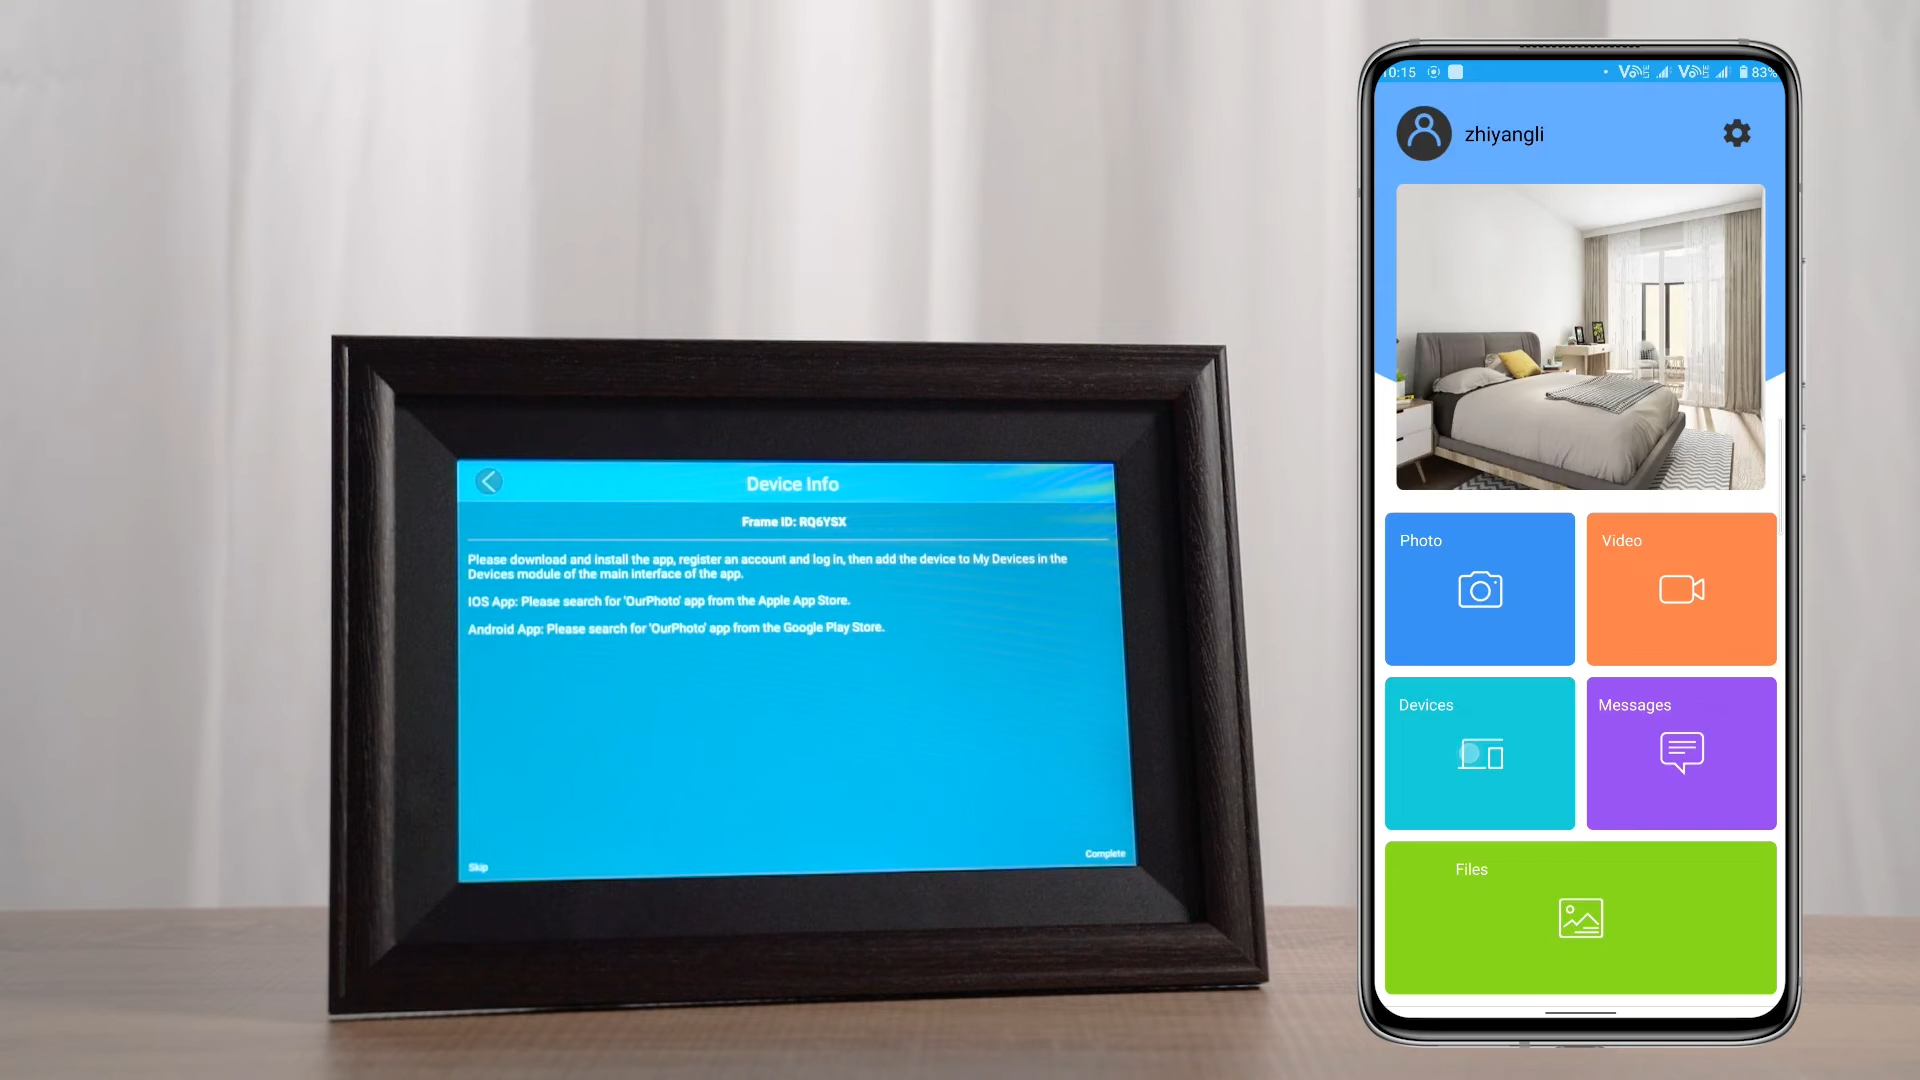 Device Info
Frame ID: RQ6YSX
Please download and install the app, register an account and log in, then add the device to My Devices in the
Devices module of the main interface of the app.
IOS App: Please search for 'OurPhoto' app from the Apple App Store.
Android App: Please search for 'OurPhoto' app from the Google Play Store.
Skip
Complete
10:15
83%
zhiyangli
Photo
Video
Devices
Messages
Files